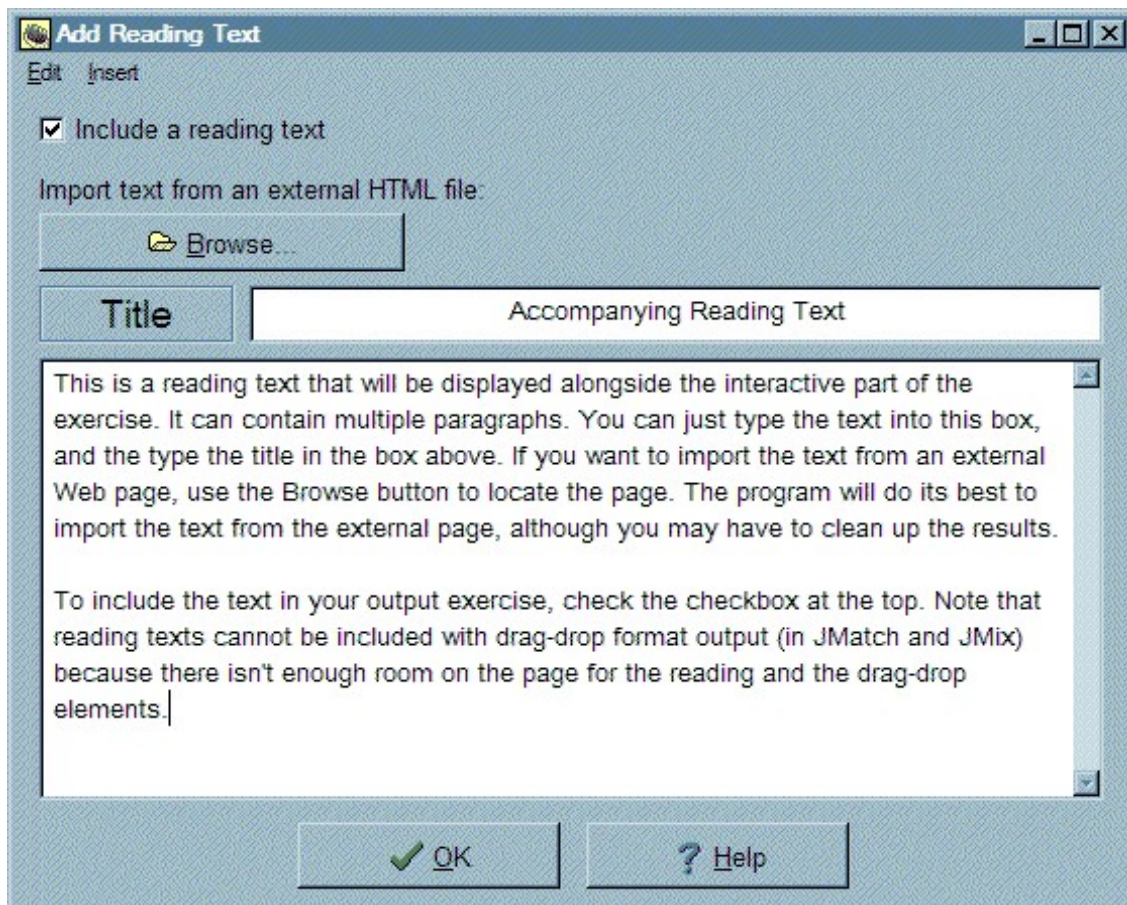 Add Reading Text
Edit Insert
Include a reading text
Import text from an external HTML file:
Browse...
Title
Accompanying Reading Text
This is a reading text that will be displayed alongside the interactive part of the
exercise. It can contain multiple paragraphs. You can just type the text into this box,
and the type the title in the box above. If you want to import the text from an external
Web page, use the Browse button to locate the page. The program will do its best to
import the text from the external page, although you may have to clean up the results.
To include the text in your output exercise, check the checkbox at the top. Note that
reading texts cannot be included with drag-drop format output (in JMatch and JMix)
because there isn't enough room on the page for the reading and the drag-drop
elements.
OK
? Help